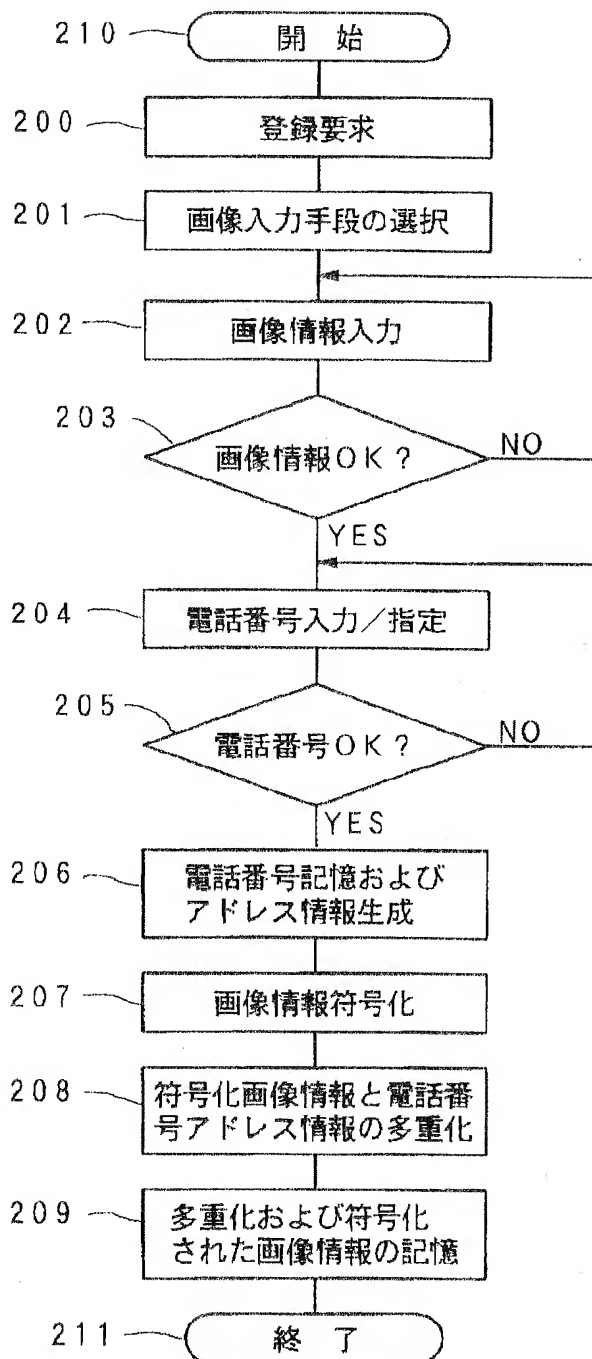 210 開 始
200 登録要求
201 画像入力手段の選択
202 画像情報入力
203 画像情報OK? NO
YES
204 電話番号入力/指定
205 電話番号OK? NO
YES
206 電話番号記憶および
アドレス情報生成
207 画像情報符号化
208 符号化画像情報と電話番
号アドレス情報の多重化
209 多重化および符号化
された画像情報の記憶
211 終 了